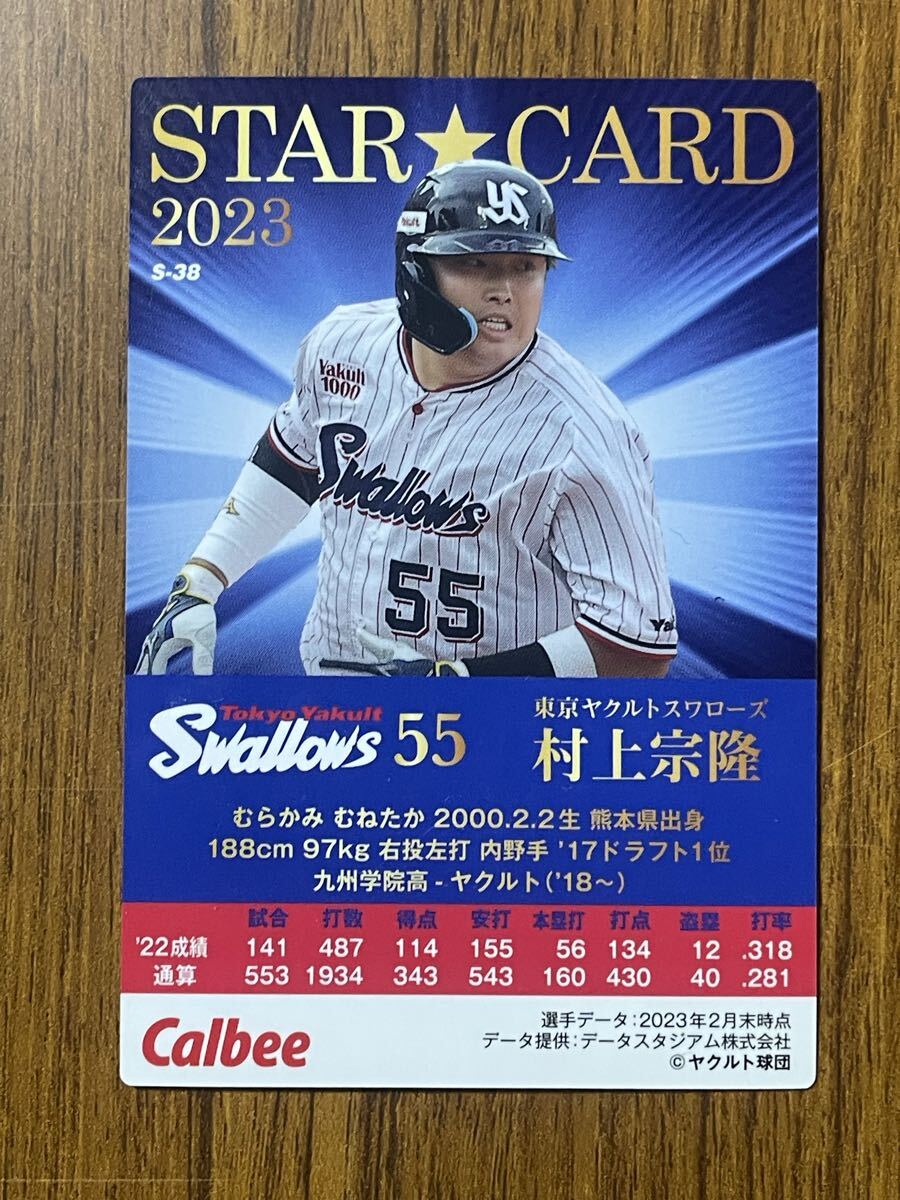 STAR★CARD
2023
S-38
YS
Yakult
Yakult
1000
Swallows
55
Tokyo Yakult
Swallows 55
東京ヤクルトスワローズ
村上宗隆
むらかみ むねたか 2000.2.2生 熊本県出身
188cm 97kg 右投左打 内野手 '17ドラフト1位
九州学院高-ヤクルト('18〜)
試合 打数 得点 安打 本塁打 打点 盗塁 打率
'22成績 141 487 114 155 56 134 12 .318
通算 553 1934 343 543 160 430 40 .281
Calbee
選手データ:2023年2月末時点
データ提供:データスタジアム株式会社
©ヤクルト球団